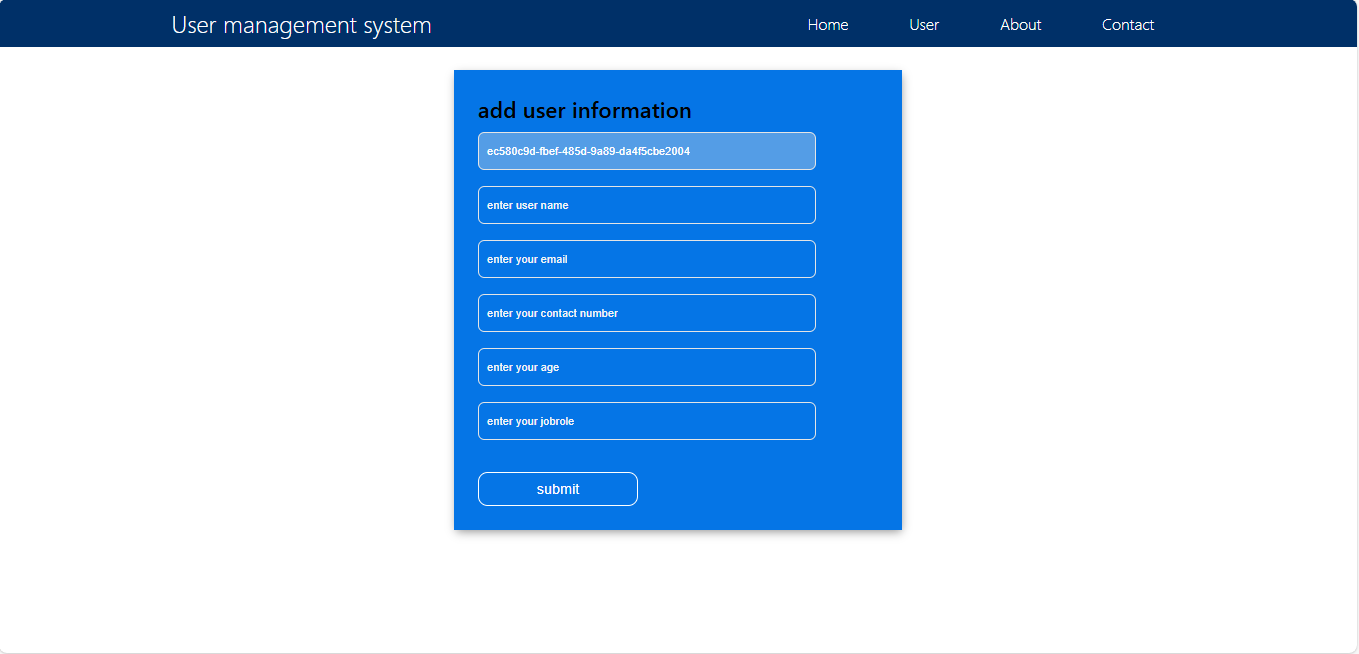 User management system
Home User About Contact
add user information
ec580c9d-fbef-485d-9a89-da4f5cbe2004
enter user name
enter your email
enter your contact number
enter your age
enter your jobrole
submit